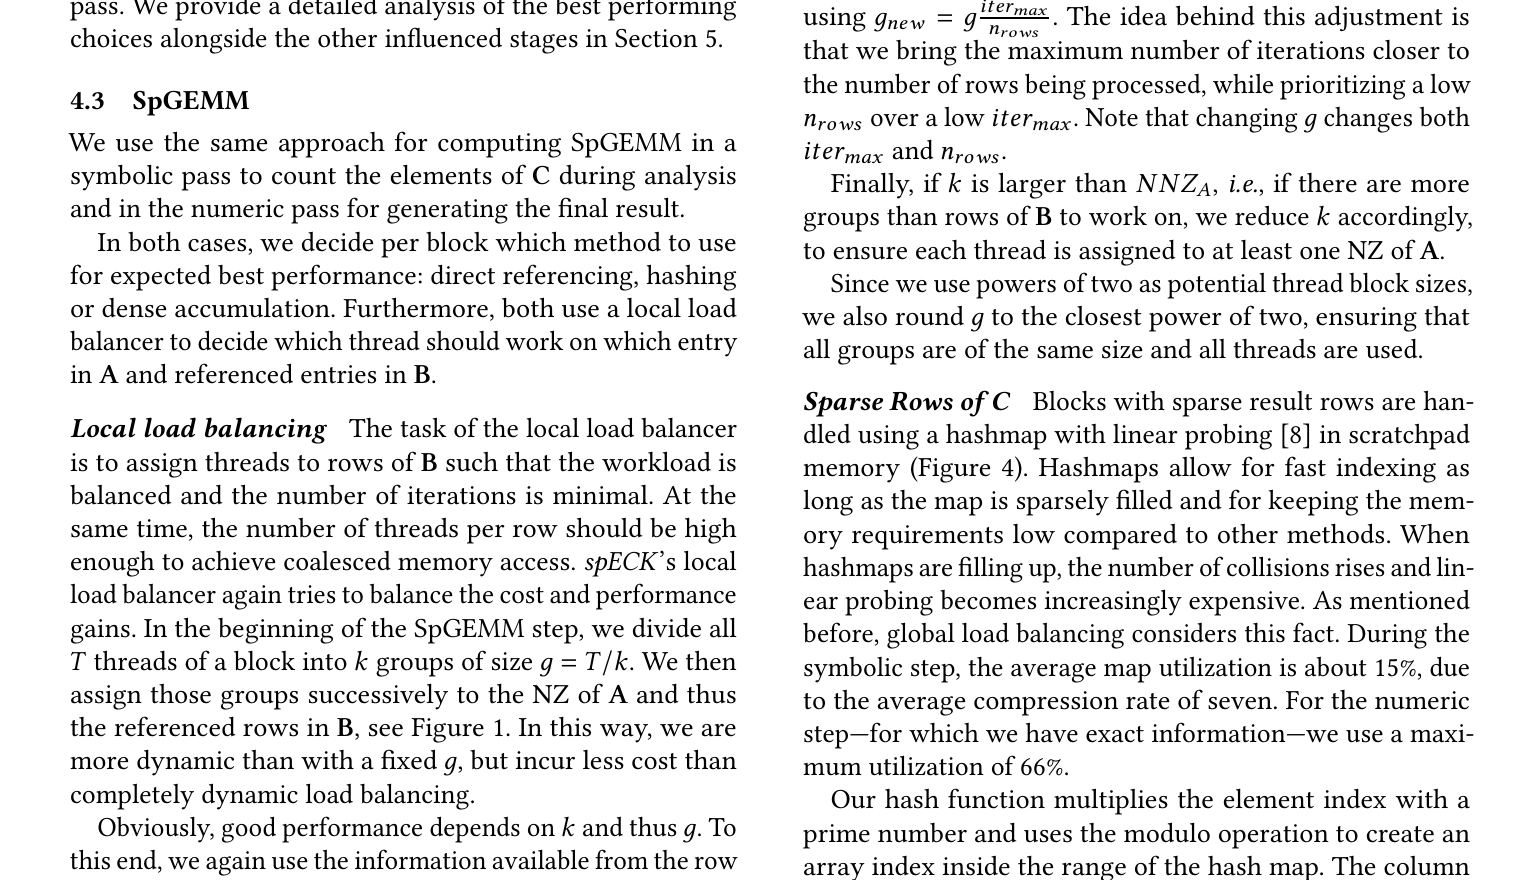 pass. We provide a detailed analysis of the best performing
choices alongside the other influenced stages in Section 5.
4.3 SpGEMM
We use the same approach for computing SpGEMM in a
symbolic pass to count the elements of C during analysis
and in the numeric pass for generating the final result.
In both cases, we decide per block which method to use
for expected best performance: direct referencing, hashing
or dense accumulation. Furthermore, both use a local load
balancer to decide which thread should work on which entry
in A and referenced entries in B.
Local load balancing The task of the local load balancer
is to assign threads to rows of B such that the workload is
balanced and the number of iterations is minimal. At the
same time, the number of threads per row should be high
enough to achieve coalesced memory access. spECK's local
load balancer again tries to balance the cost and performance
gains. In the beginning of the SpGEMM step, we divide all
T threads of a block into k groups of size g = T/k. We then
assign those groups successively to the NZ of A and thus
the referenced rows in B, see Figure 1. In this way, we are
more dynamic than with a fixed g, but incur less cost than
completely dynamic load balancing.
Obviously, good performance depends on k and thus g. To
this end, we again use the information available from the row
using g_new = g iter_max/n_rows. The idea behind this adjustment is
that we bring the maximum number of iterations closer to
the number of rows being processed, while prioritizing a low
n_rows over a low iter_max. Note that changing g changes both
iter_max and n_rows.
Finally, if k is larger than NNZ_A, i.e., if there are more
groups than rows of B to work on, we reduce k accordingly,
to ensure each thread is assigned to at least one NZ of A.
Since we use powers of two as potential thread block sizes,
we also round g to the closest power of two, ensuring that
all groups are of the same size and all threads are used.
Sparse Rows of C Blocks with sparse result rows are han-
dled using a hashmap with linear probing [8] in scratchpad
memory (Figure 4). Hashmaps allow for fast indexing as
long as the map is sparsely filled and for keeping the mem-
ory requirements low compared to other methods. When
hashmaps are filling up, the number of collisions rises and lin-
ear probing becomes increasingly expensive. As mentioned
before, global load balancing considers this fact. During the
symbolic step, the average map utilization is about 15%, due
to the average compression rate of seven. For the numeric
step—for which we have exact information—we use a maxi-
mum utilization of 66%.
Our hash function multiplies the element index with a
prime number and uses the modulo operation to create an
array index inside the range of the hash map. The column